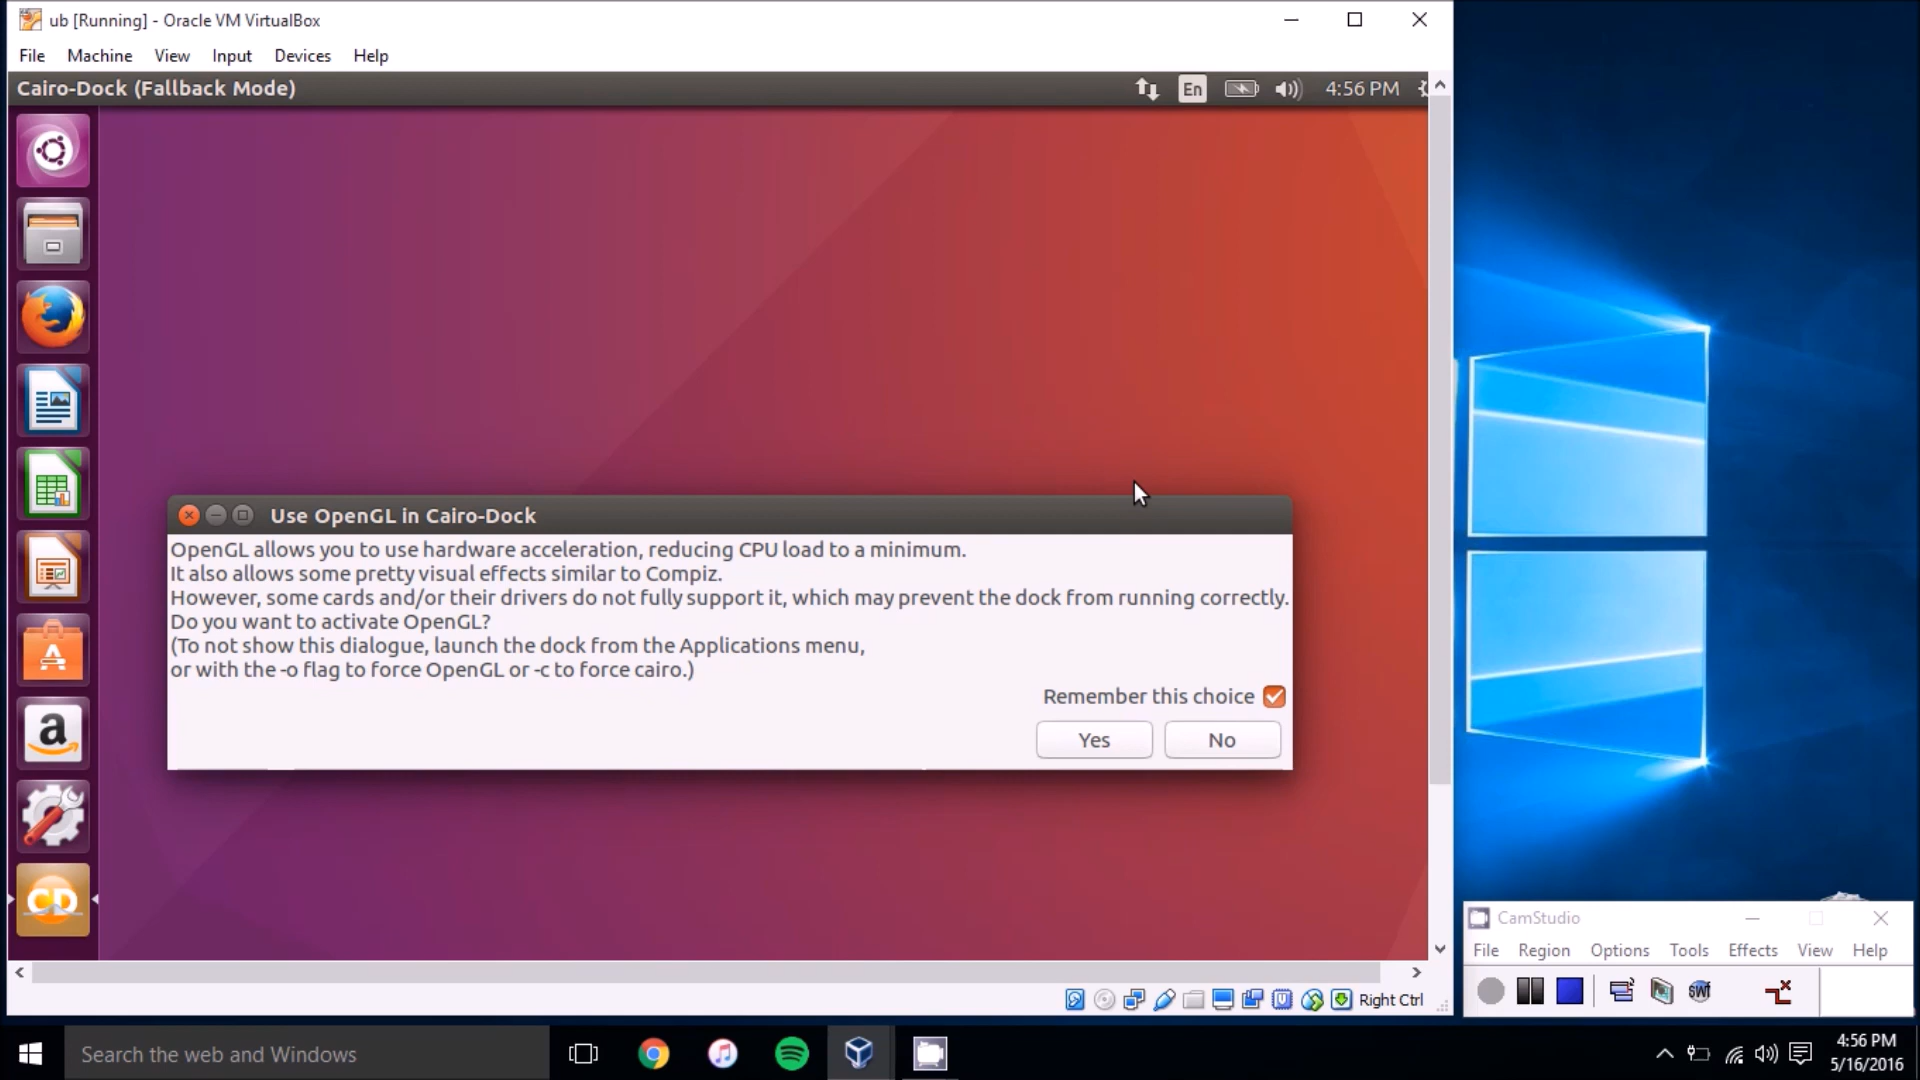 ub [Running] - Oracle VM VirtualBox
File Machine View Input Devices Help
Cairo-Dock (Fallback Mode)
En
4:56 PM
Use OpenGL in Cairo-Dock
OpenGL allows you to use hardware acceleration, reducing CPU load to a minimum.
It also allows some pretty visual effects similar to Compiz.
However, some cards and/or their drivers do not fully support it, which may prevent the dock from running correctly.
Do you want to activate OpenGL?
(To not show this dialogue, launch the dock from the Applications menu,
or with the -o flag to force OpenGL or -c to force cairo.)
Remember this choice
Yes No
a
CD
CamStudio
File Region Options Tools Effects View Help
swf
Right Ctrl
Search the web and Windows
4:56 PM
5/16/2016